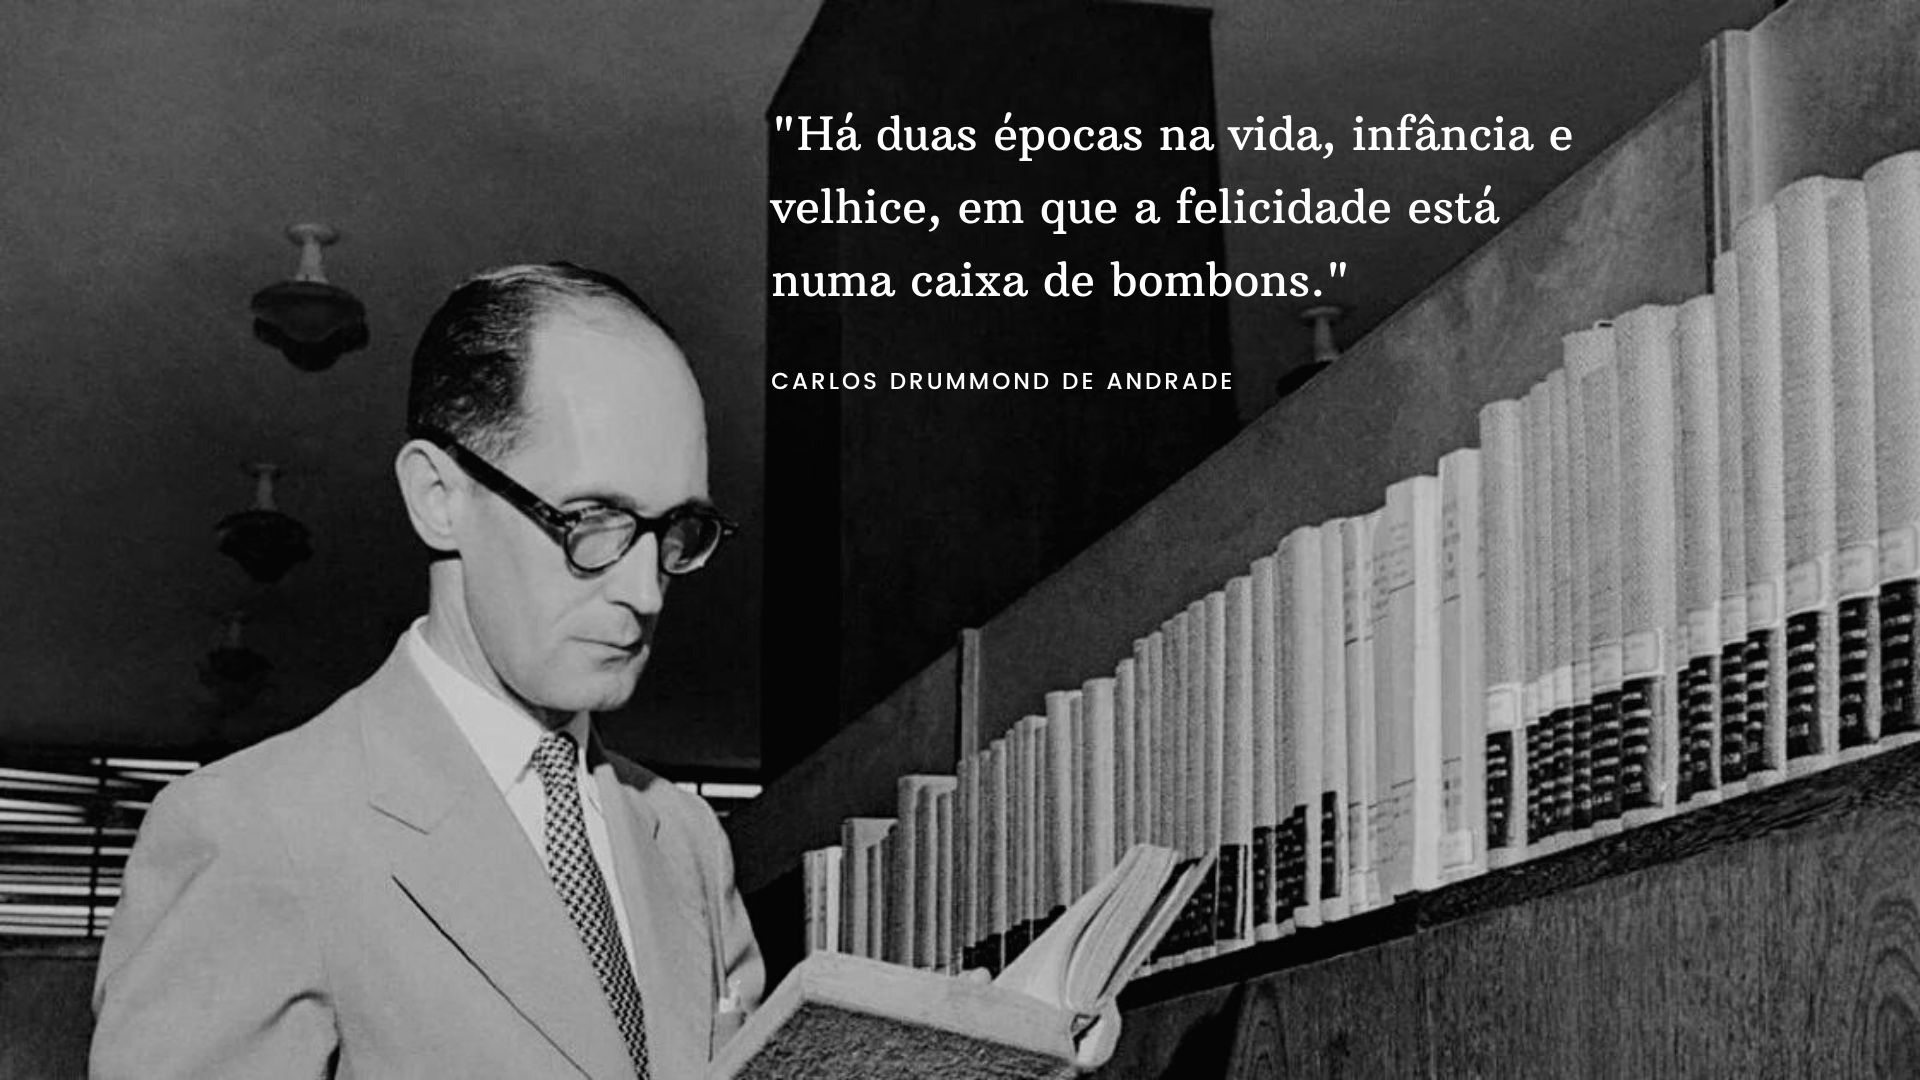 "Há duas épocas na vida, infância e
velhice, em que a felicidade está
numa caixa de bombons."
CARLOS DRUMMOND DE ANDRADE